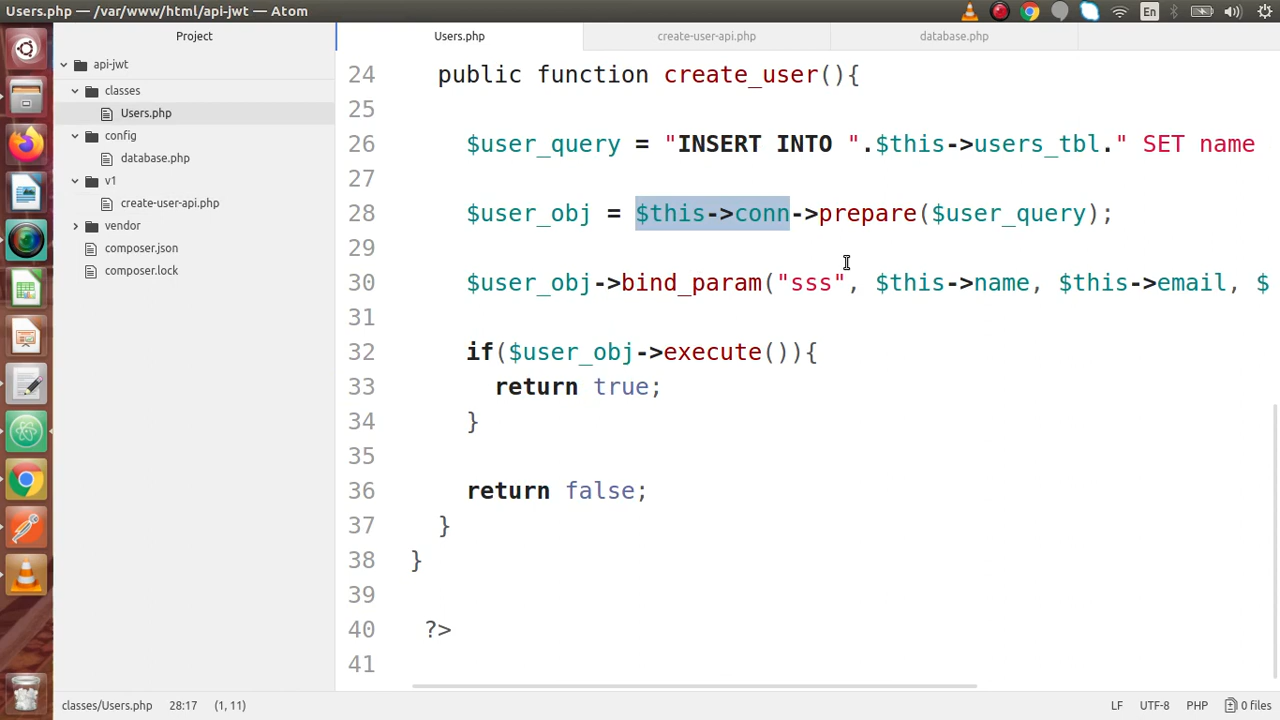 Users.php — /var/www/html/api-jwt — Atom
En
Project
Users.php
create-user-api.php
database.php
api-jwt
classes
Users.php
config
database.php
v1
create-user-api.php
vendor
composer.json
composer.lock
24 public function create_user(){
25
26 $user_query = "INSERT INTO ".$this->users_tbl." SET name
27
28 $user_obj = $this->conn->prepare($user_query);
29
30 $user_obj->bind_param("sss", $this->name, $this->email, $
31
32 if($user_obj->execute()){
33 return true;
34 }
35
36 return false;
37 }
38 }
39
40 ?>
41
classes/Users.php 28:17 (1, 11)
LF UTF-8 PHP 0 files